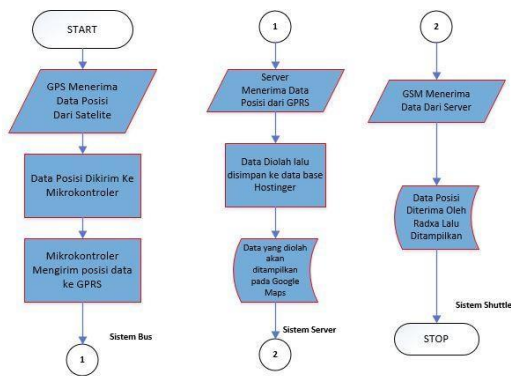 START
GPS Menerima
Data Posisi
Dari Satelite
Data Posisi Dikirim Ke
Mikrokontroler
Mikrokontroler
Mengirim posisi data
ke GPRS
Sistem Bus
1
1
Server
Menerima Data
Posisi dari GPRS
Data Diolah lalu
disimpan ke data base
Hostinger
Data yang diolah
akan
ditampilkan
pada Google
Maps
Sistem Server
2
2
GSM Menerima
Data Dari Server
Data Posisi
Diterima Oleh
Radxa Lalu
Ditampilkan
Sistem Shuttle
STOP